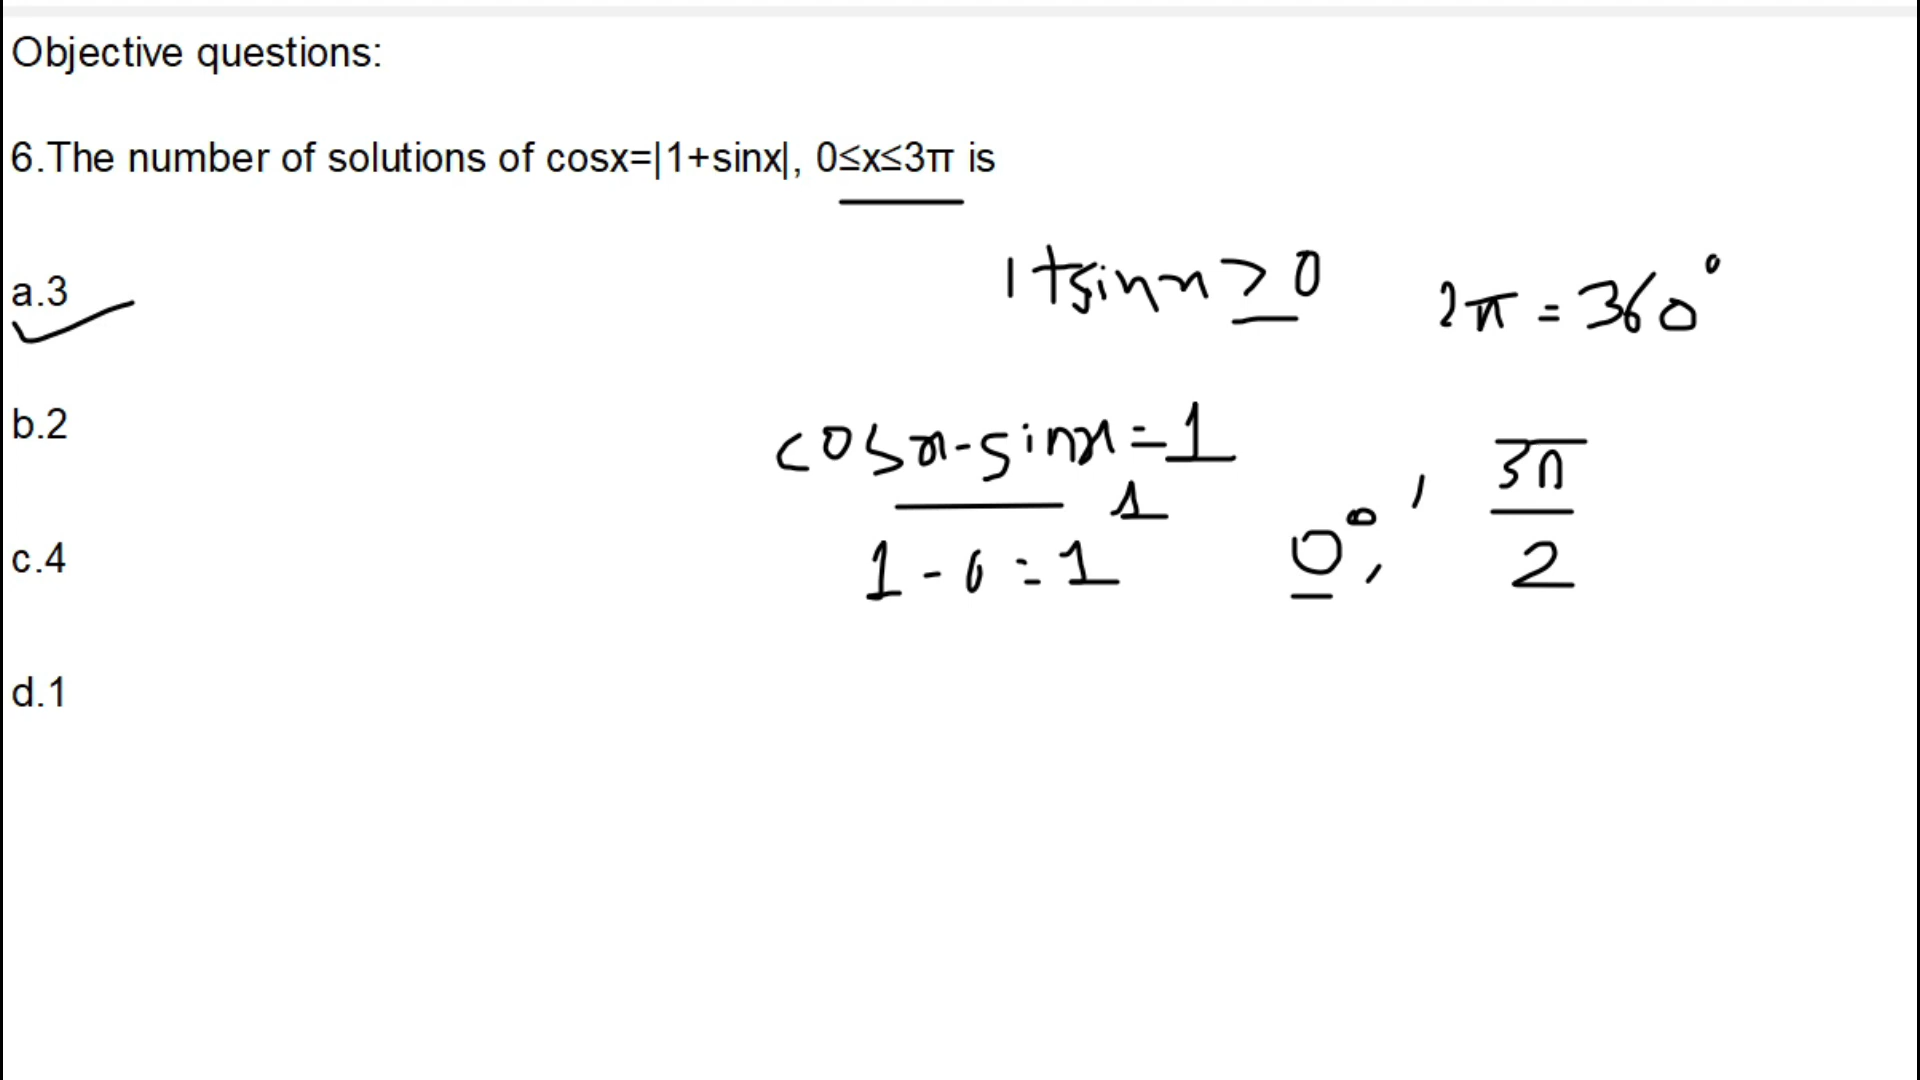 Objective questions:
6.The number of solutions of cosx=|1+sinx|, 0≤x≤3π is
1+sinx≥0
2π=360°
a.3
b.2
cosx-sinx=1
1
c.4
1-0=1
0°, , 3π/2
d.1